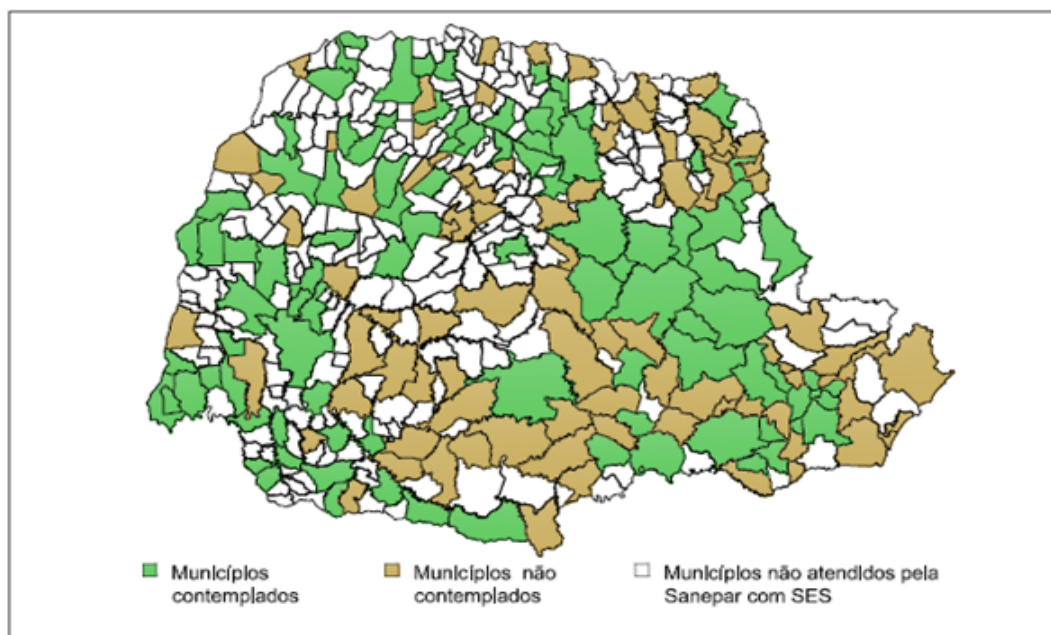 Municípios
contemplados
Municípios não
contemplados
Municípios não atendidos pela
Sanepar com SES